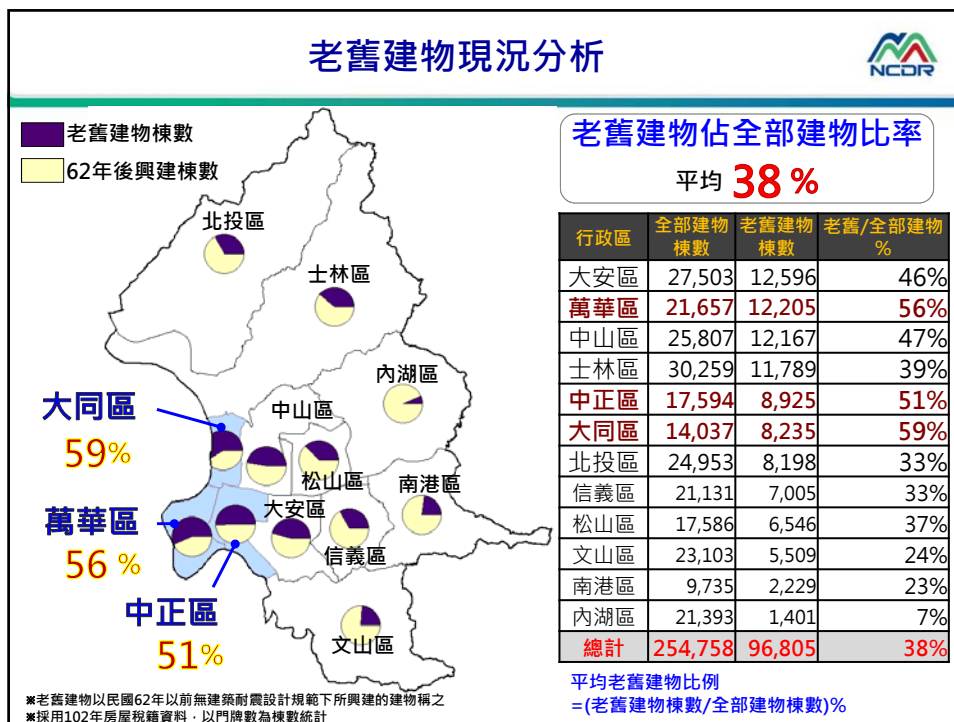 老舊建物現況分析
NCDR
老舊建物棟數
62年後興建棟數
北投區
士林區
內湖區
中山區
大同區
59%
松山區
南港區
大安區
萬華區
56 %
信義區
中正區
51%
文山區
※老舊建物以民國62年以前無建築耐震設計規範下所興建的建物稱之
※採用102年房屋稅籍資料，以門牌數為棟數統計
老舊建物佔全部建物比率
平均 38 %
行政區 全部建物棟數 老舊建物棟數 老舊/全部建物%
大安區 27,503 12,596 46%
萬華區 21,657 12,205 56%
中山區 25,807 12,167 47%
士林區 30,259 11,789 39%
中正區 17,594 8,925 51%
大同區 14,037 8,235 59%
北投區 24,953 8,198 33%
信義區 21,131 7,005 33%
松山區 17,586 6,546 37%
文山區 23,103 5,509 24%
南港區 9,735 2,229 23%
內湖區 21,393 1,401 7%
總計 254,758 96,805 38%
平均老舊建物比例
=(老舊建物棟數/全部建物棟數)%